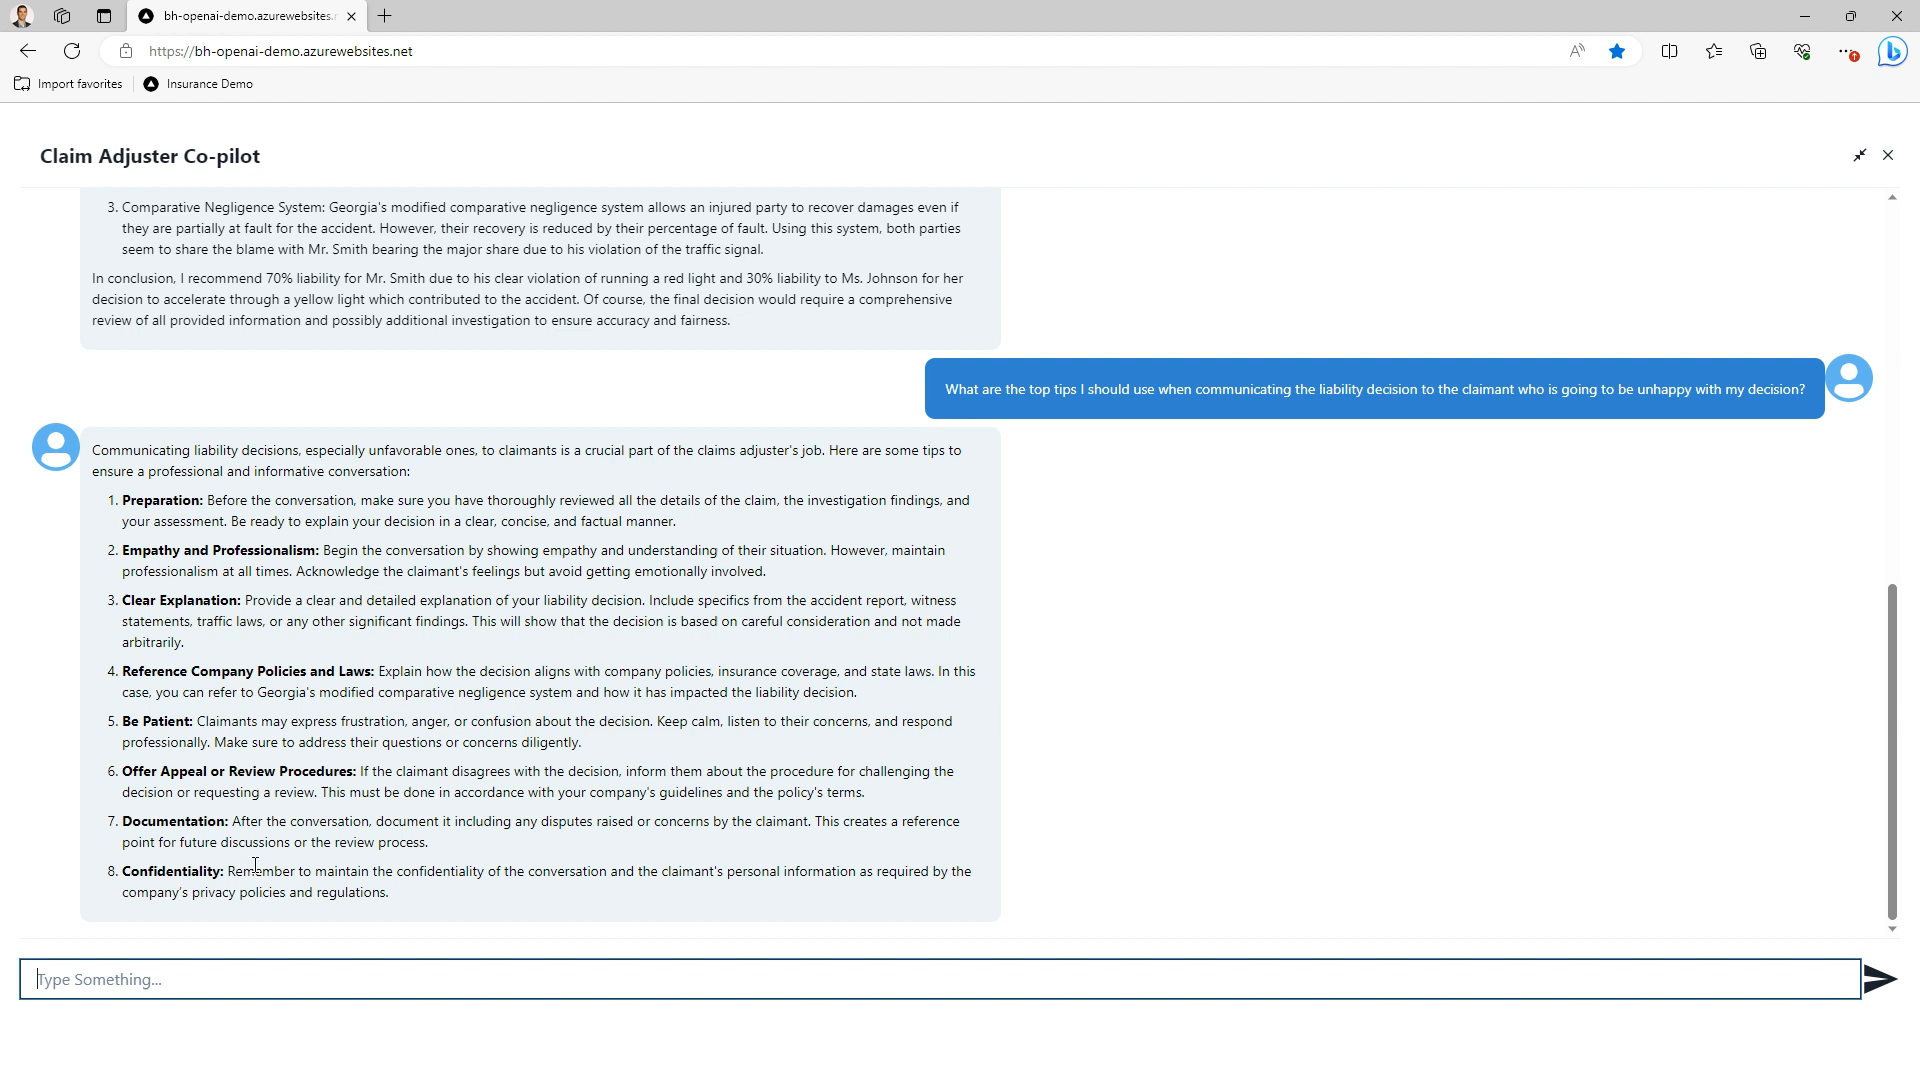 bh-openai-demo.azurewebsites.
https://bh-openai-demo.azurewebsites.net
Import favorites
Insurance Demo
Claim Adjuster Co-pilot
3. Comparative Negligence System: Georgia's modified comparative negligence system allows an injured party to recover damages even if
they are partially at fault for the accident. However, their recovery is reduced by their percentage of fault. Using this system, both parties
seem to share the blame with Mr. Smith bearing the major share due to his violation of the traffic signal.
In conclusion, I recommend 70% liability for Mr. Smith due to his clear violation of running a red light and 30% liability to Ms. Johnson for her
decision to accelerate through a yellow light which contributed to the accident. Of course, the final decision would require a comprehensive
review of all provided information and possibly additional investigation to ensure accuracy and fairness.
What are the top tips I should use when communicating the liability decision to the claimant who is going to be unhappy with my decision?
Communicating liability decisions, especially unfavorable ones, to claimants is a crucial part of the claims adjuster's job. Here are some tips to
ensure a professional and informative conversation:
1. Preparation: Before the conversation, make sure you have thoroughly reviewed all the details of the claim, the investigation findings, and
your assessment. Be ready to explain your decision in a clear, concise, and factual manner.
2. Empathy and Professionalism: Begin the conversation by showing empathy and understanding of their situation. However, maintain
professionalism at all times. Acknowledge the claimant's feelings but avoid getting emotionally involved.
3. Clear Explanation: Provide a clear and detailed explanation of your liability decision. Include specifics from the accident report, witness
statements, traffic laws, or any other significant findings. This will show that the decision is based on careful consideration and not made
arbitrarily.
4. Reference Company Policies and Laws: Explain how the decision aligns with company policies, insurance coverage, and state laws. In this
case, you can refer to Georgia's modified comparative negligence system and how it has impacted the liability decision.
5. Be Patient: Claimants may express frustration, anger, or confusion about the decision. Keep calm, listen to their concerns, and respond
professionally. Make sure to address their questions or concerns diligently.
6. Offer Appeal or Review Procedures: If the claimant disagrees with the decision, inform them about the procedure for challenging the
decision or requesting a review. This must be done in accordance with your company's guidelines and the policy's terms.
7. Documentation: After the conversation, document it including any disputes raised or concerns by the claimant. This creates a reference
point for future discussions or the review process.
8. Confidentiality: Remember to maintain the confidentiality of the conversation and the claimant's personal information as required by the
company's privacy policies and regulations.
Type Something...